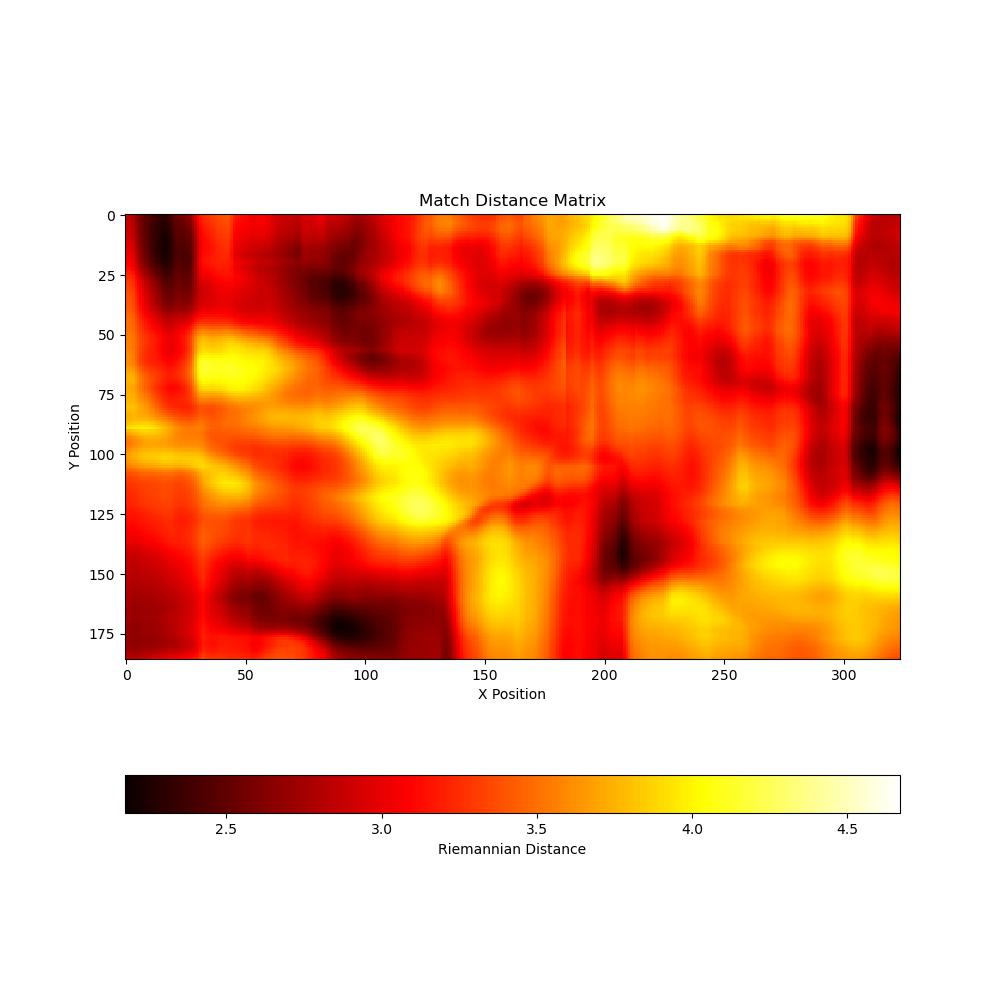 Match Distance Matrix
0
25
50
75
100
125
150
175
Y Position
0 50 100 150 200 250 300
X Position
2.5 3.0 3.5 4.0 4.5
Riemannian Distance